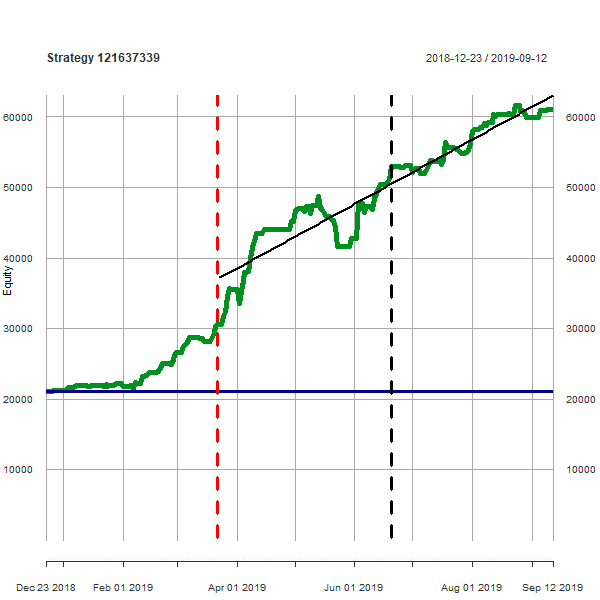 Strategy 121637339 2018-12-23 / 2019-09-12
60000 60000
50000 50000
40000 40000
Equity
30000 30000
20000 20000
10000 10000
Dec 23 2018 Feb 01 2019 Apr 01 2019 Jun 01 2019 Aug 01 2019 Sep 12 2019